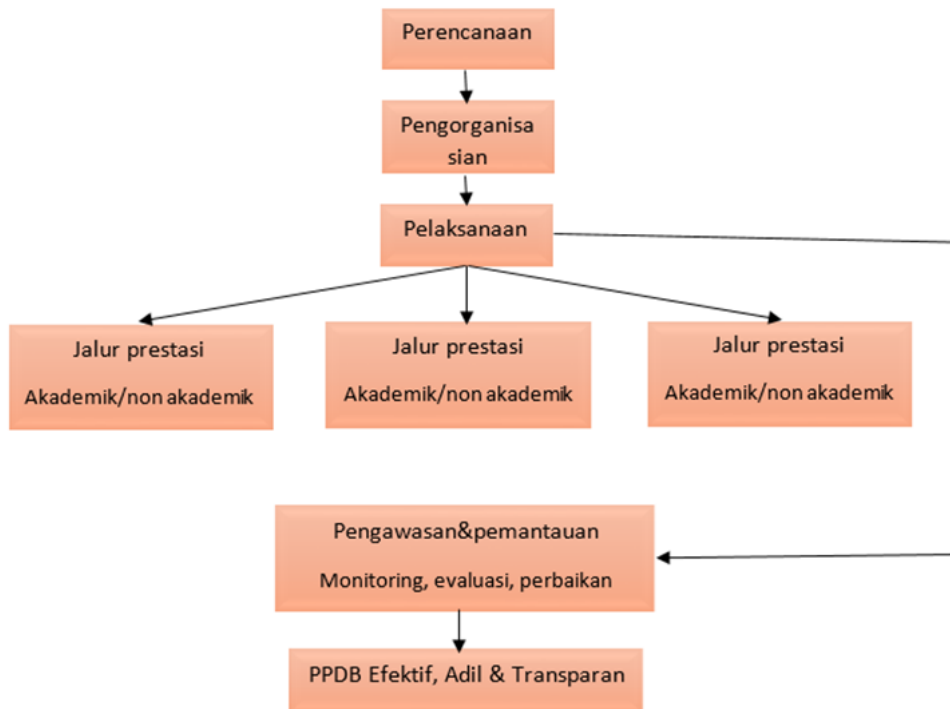 Perencanaan
Pengorganisa
sian
Pelaksanaan
Jalur prestasi
Akademik/non akademik
Jalur prestasi
Akademik/non akademik
Jalur prestasi
Akademik/non akademik
Pengawasan&pemantauan
Monitoring, evaluasi, perbaikan
PPDB Efektif, Adil & Transparan